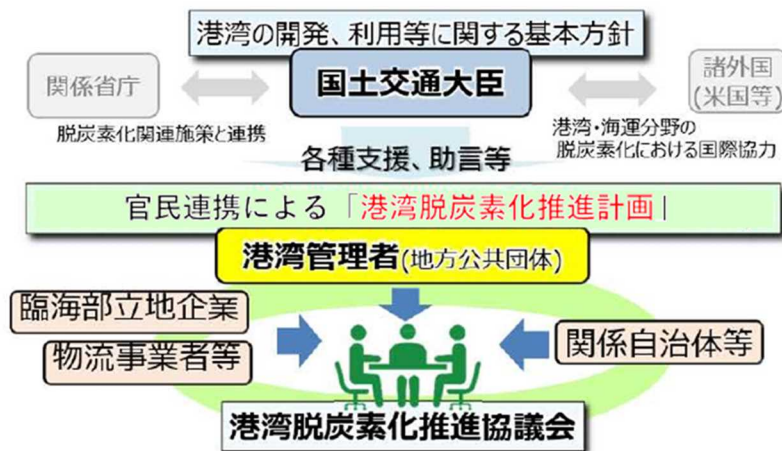 港湾の開発、利用等に関する基本方針
関係省庁
国土交通大臣
諸外国
(米国等)
脱炭素化関連施策と連携
港湾・海運分野の
脱炭素化における国際協力
各種支援、助言等
官民連携による「港湾脱炭素化推進計画」
港湾管理者(地方公共団体)
臨海部立地企業
物流事業者等
関係自治体等
港湾脱炭素化推進協議会